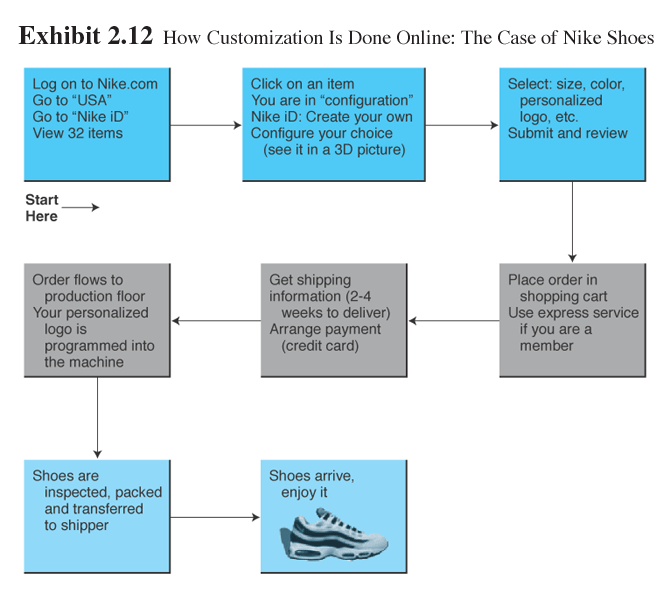 Exhibit 2.12 How Customization Is Done Online: The Case of Nike Shoes
Log on to Nike.com
Go to “USA”
Go to “Nike iD”
View 32 items
Click on an item
You are in “configuration”
Nike iD: Create your own
Configure your choice
(see it in a 3D picture)
Select: size, color,
personalized
logo, etc.
Submit and review
Start
Here
Place order in
shopping cart
Use express service
if you are a
member
Get shipping
information (2-4
weeks to deliver)
Arrange payment
(credit card)
Order flows to
production floor
Your personalized
logo is
programmed into
the machine
Shoes are
inspected, packed
and transferred
to shipper
Shoes arrive,
enjoy it